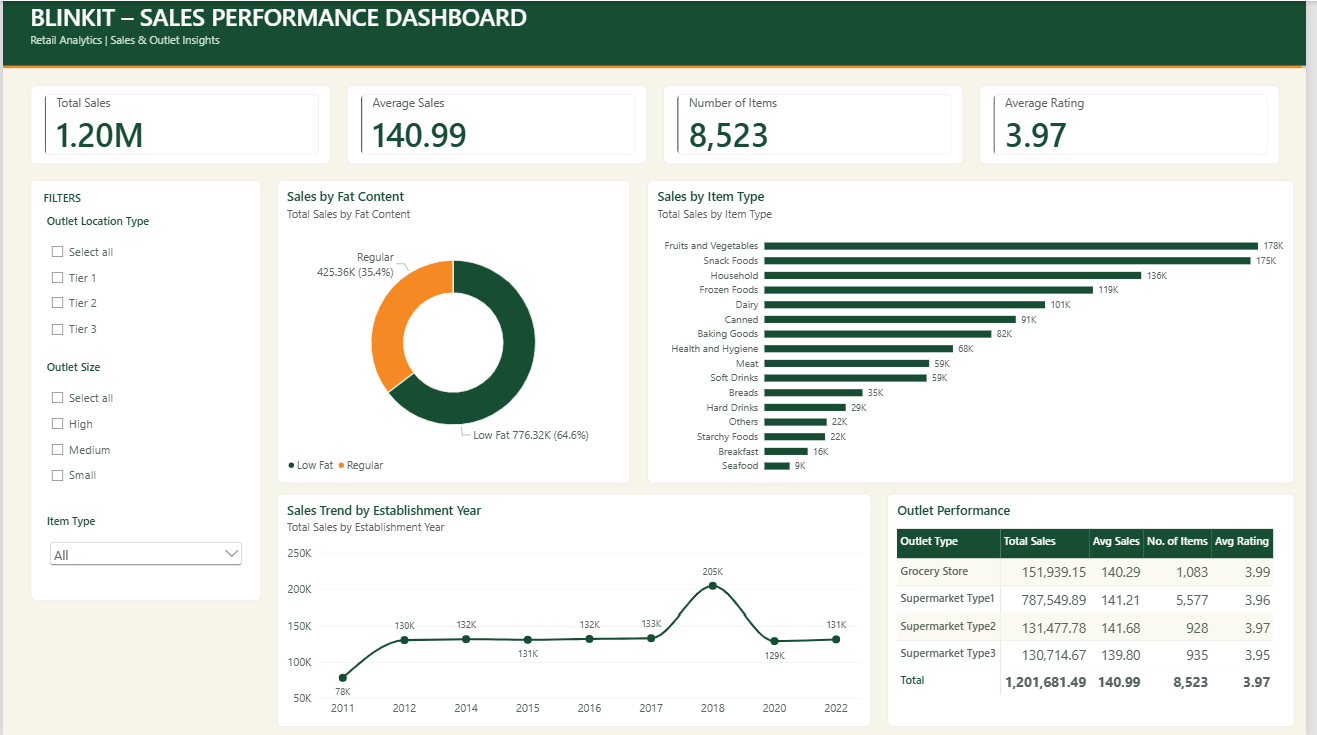 BLINKIT – SALES PERFORMANCE DASHBOARD
Retail Analytics | Sales & Outlet Insights
Total Sales
1.20M
Average Sales
140.99
Number of Items
8,523
Average Rating
3.97
FILTERS
Outlet Location Type
Select all
Tier 1
Tier 2
Tier 3
Outlet Size
Select all
High
Medium
Small
Item Type
All
Sales by Fat Content
Total Sales by Fat Content
Regular
425.36K (35.4%)
Low Fat 776.32K (64.6%)
Low Fat Regular
Sales by Item Type
Total Sales by Item Type
Fruits and Vegetables 178K
Snack Foods 175K
Household 136K
Frozen Foods 119K
Dairy 101K
Canned 91K
Baking Goods 82K
Health and Hygiene 68K
Meat 59K
Soft Drinks 59K
Breads 35K
Hard Drinks 29K
Others 22K
Starchy Foods 22K
Breakfast 16K
Seafood 9K
Sales Trend by Establishment Year
Total Sales by Establishment Year
250K
200K
150K
100K
50K
78K
130K
132K
131K
132K
133K
205K
129K
131K
2011 2012 2014 2015 2016 2017 2018 2020 2022
Outlet Performance
Outlet Type Total Sales Avg Sales No. of Items Avg Rating
Grocery Store 151,939.15 140.29 1,083 3.99
Supermarket Type1 787,549.89 141.21 5,577 3.96
Supermarket Type2 131,477.78 141.68 928 3.97
Supermarket Type3 130,714.67 139.80 935 3.95
Total 1,201,681.49 140.99 8,523 3.97